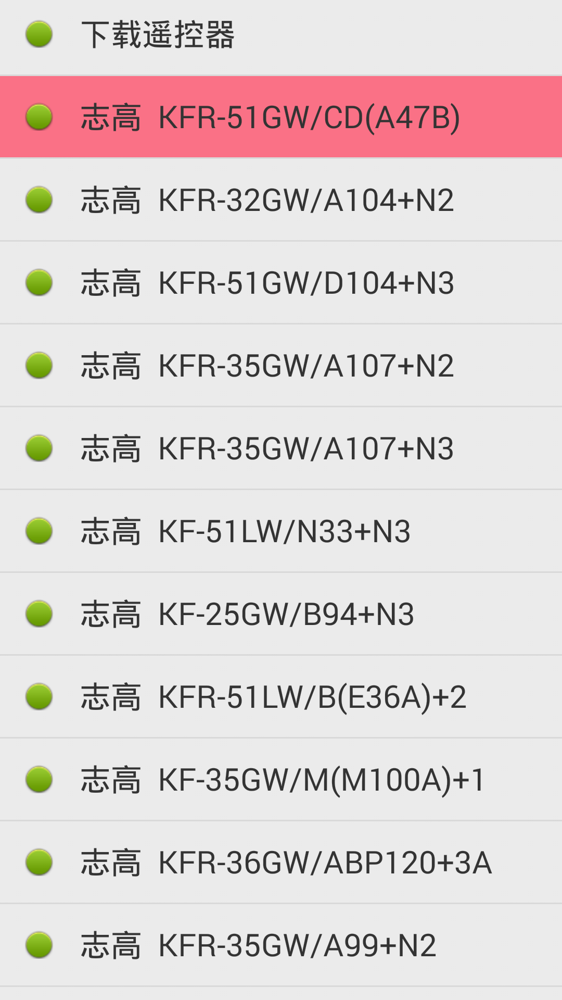 下载遥控器
志高 KFR-51GW/CD(A47B)
志高 KFR-32GW/A104+N2
志高 KFR-51GW/D104+N3
志高 KFR-35GW/A107+N2
志高 KFR-35GW/A107+N3
志高 KF-51LW/N33+N3
志高 KF-25GW/B94+N3
志高 KFR-51LW/B(E36A)+2
志高 KF-35GW/M(M100A)+1
志高 KFR-36GW/ABP120+3A
志高 KFR-35GW/A99+N2